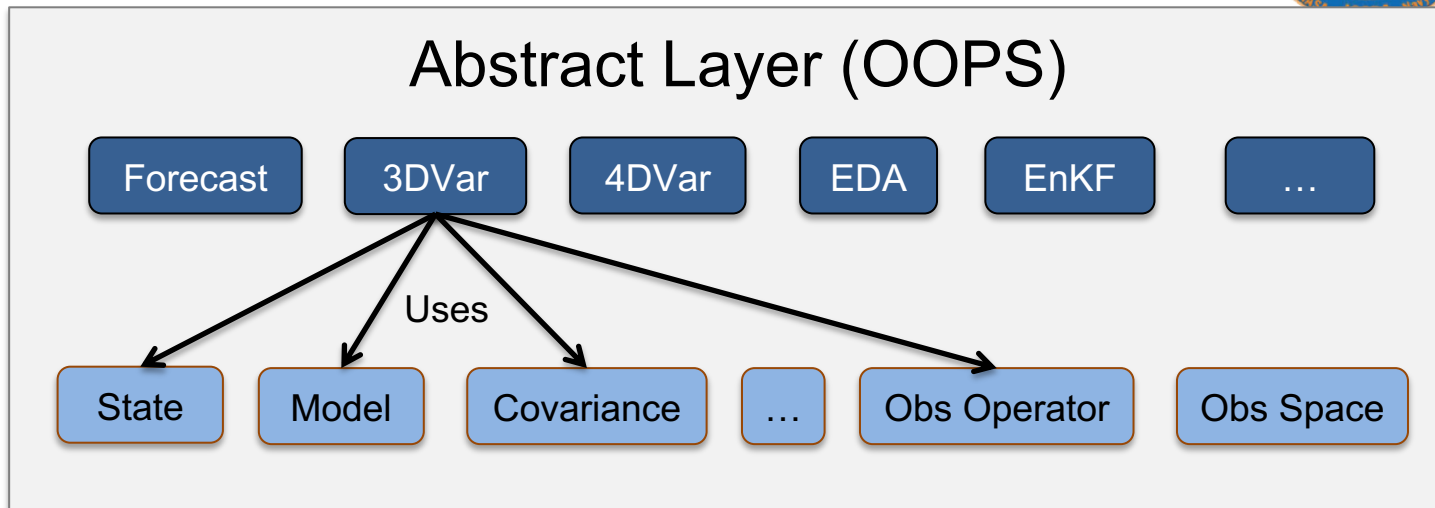 Abstract Layer (OOPS)
Forecast
3DVar
4DVar
EDA
EnKF
…
Uses
State
Model
Covariance
…
Obs Operator
Obs Space